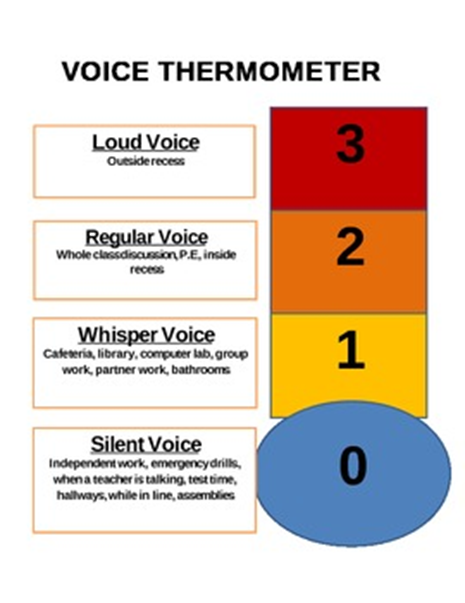 VOICE THERMOMETER
Loud Voice
Outside recess
3
Regular Voice
Whole class discussion, P.E, inside
recess
2
Whisper Voice
Cafeteria, library, computer lab, group
work, partner work, bathrooms
1
Silent Voice
Independent work, emergency drills,
when a teacher is talking, test time,
hallways, while in line, assemblies
0